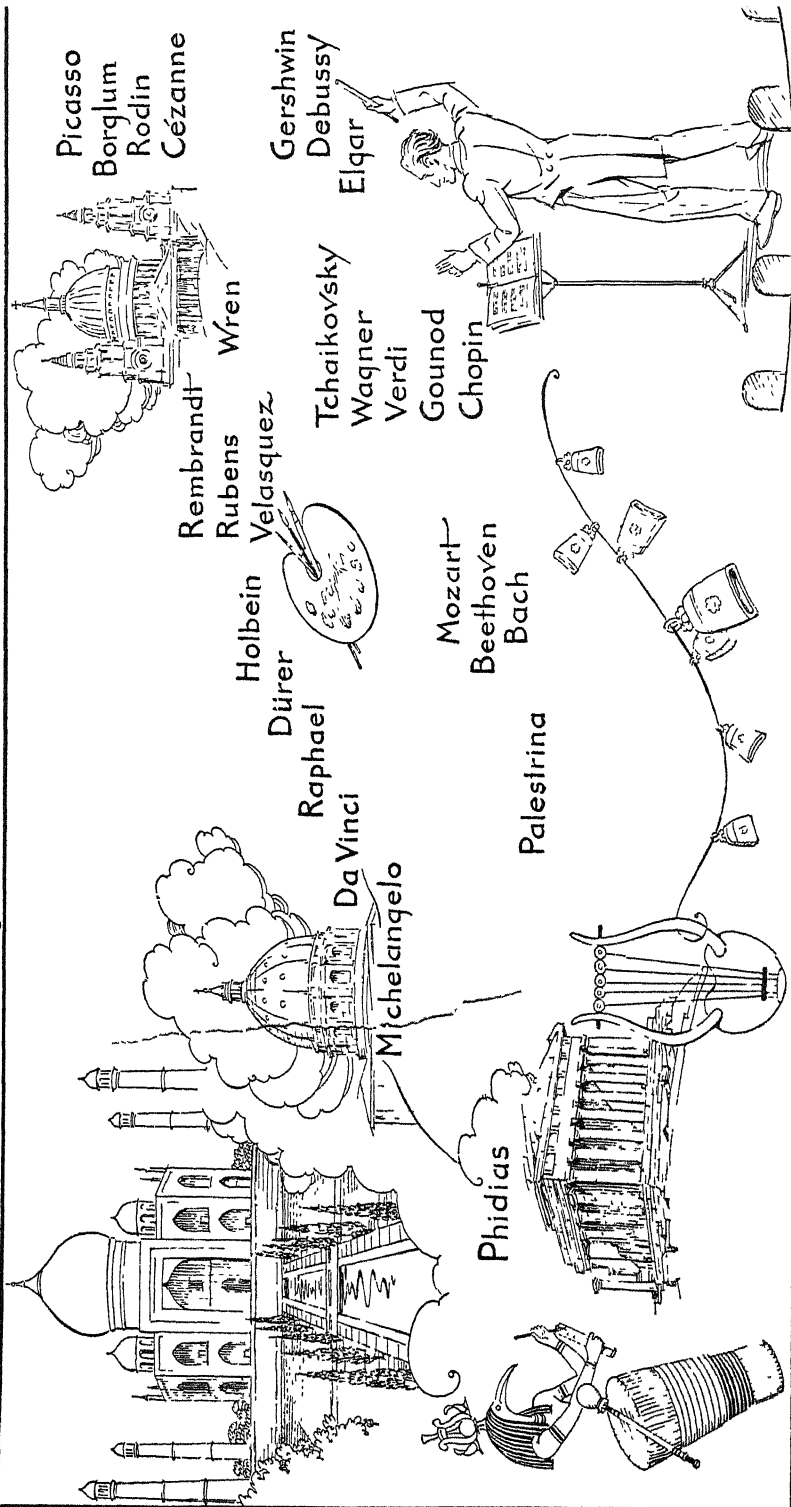 Phidias
Michelangelo
Da Vinci
Raphael
Dürer
Holbein
Rembrandt
Rubens
Velasquez
Wren
Picasso
Borglum
Rodin
Cézanne
Palestrina
Mozart
Beethoven
Bach
Tchaikovsky
Wagner
Verdi
Gounod
Chopin
Gershwin
Debussy
Elgar